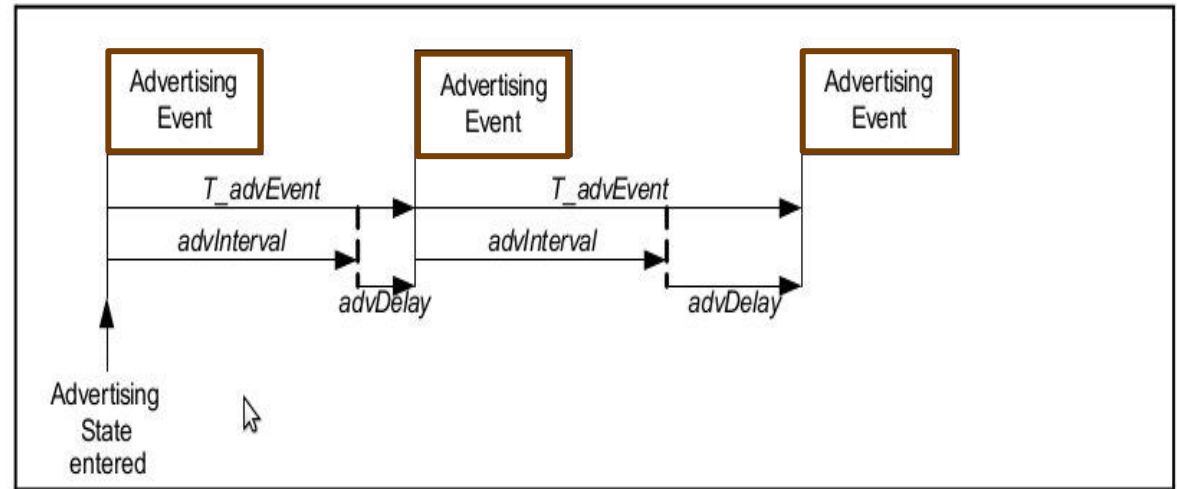 Advertising
Event
Advertising
Event
Advertising
Event
T_advEvent
T_advEvent
advInterval
advInterval
advDelay
advDelay
Advertising
State
entered